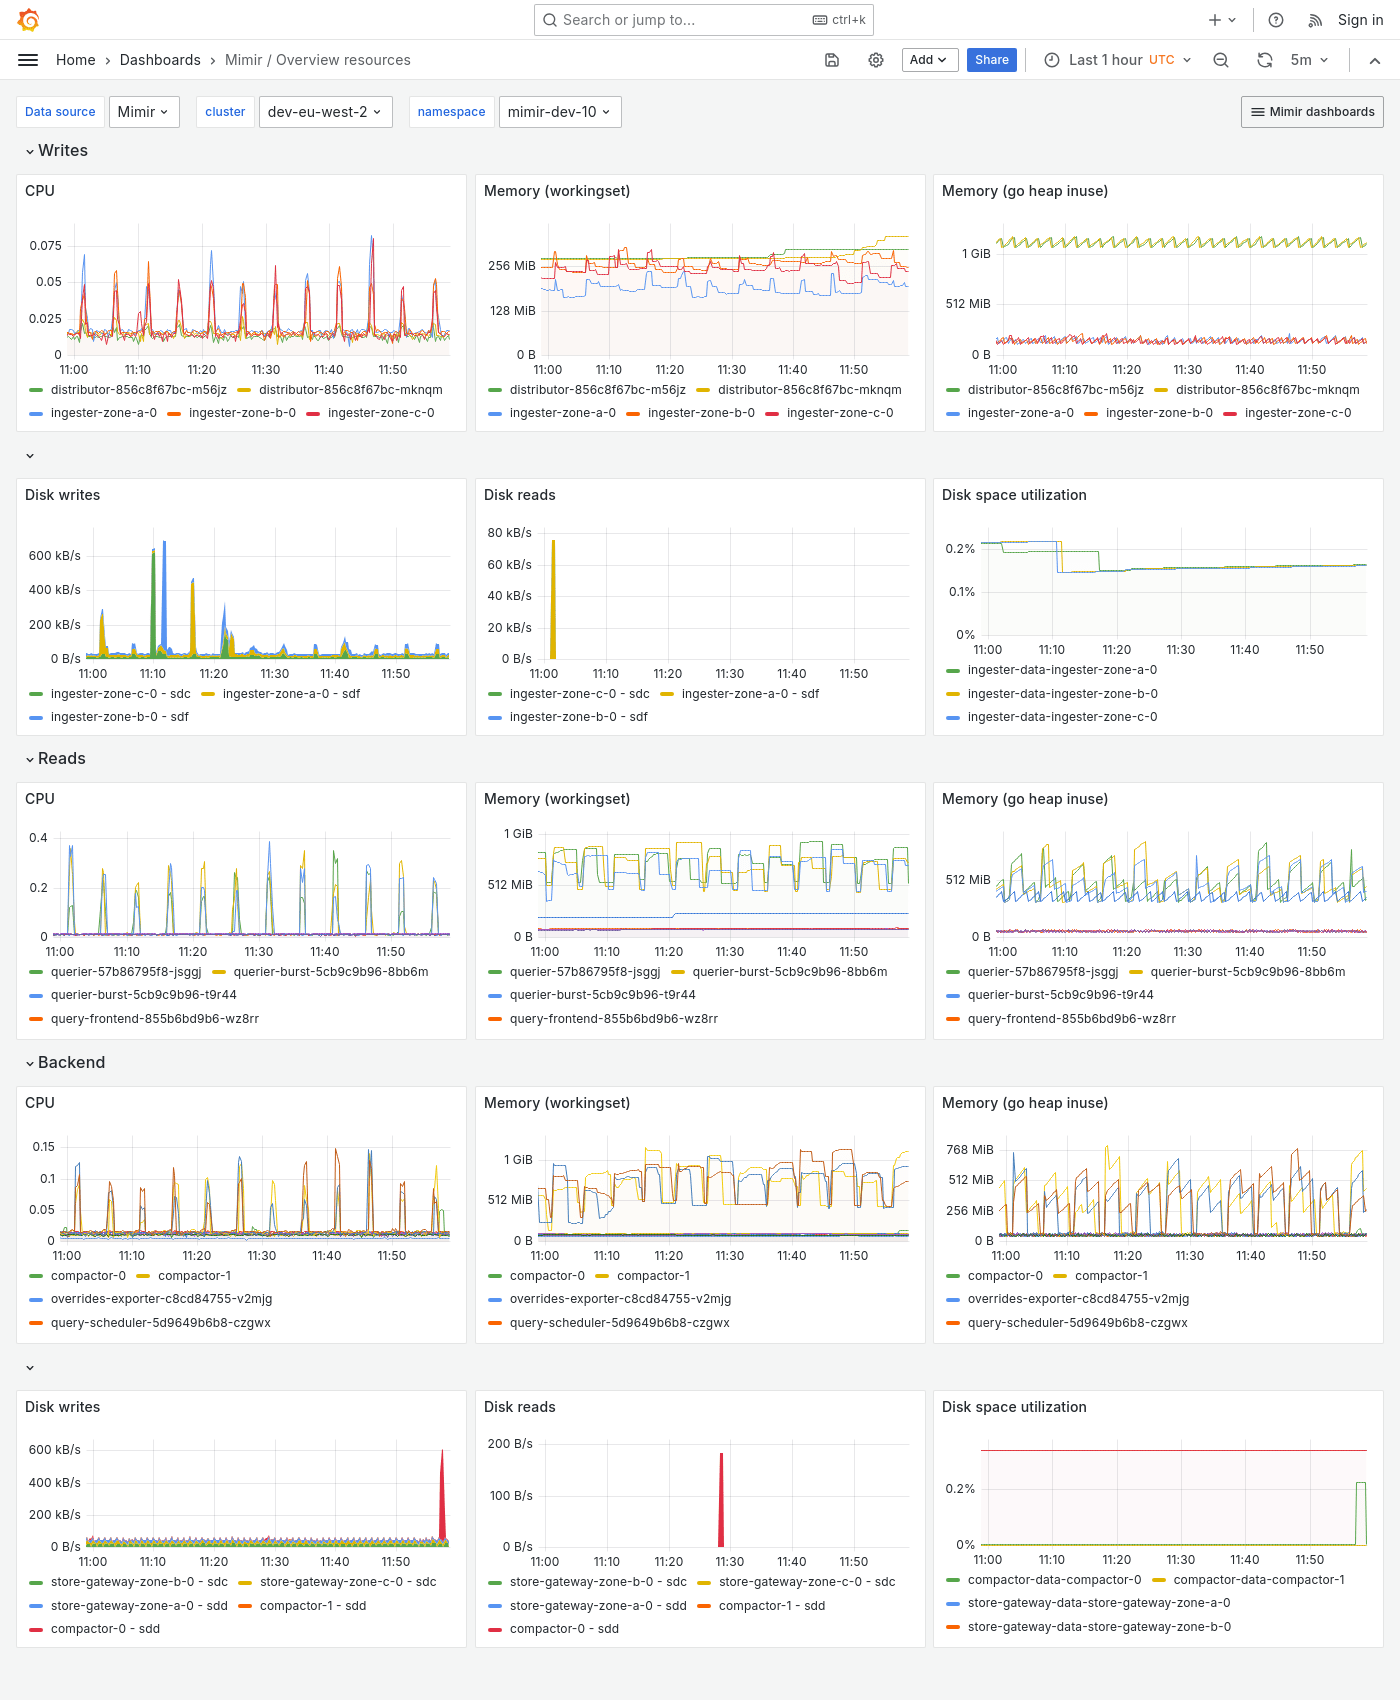 Search or jump to...
ctrl+k
Sign in
Home > Dashboards > Mimir / Overview resources
Add
Share
Last 1 hour UTC
5m
Data source Mimir cluster dev-eu-west-2 namespace mimir-dev-10
Mimir dashboards
Writes
CPU
0.075
0.05
0.025
0
11:00 11:10 11:20 11:30 11:40 11:50
distributor-856c8f67bc-m56jz distributor-856c8f67bc-mknqm
ingester-zone-a-0 ingester-zone-b-0 ingester-zone-c-0
Memory (workingset)
256 MiB
128 MiB
0 B
11:00 11:10 11:20 11:30 11:40 11:50
distributor-856c8f67bc-m56jz distributor-856c8f67bc-mknqm
ingester-zone-a-0 ingester-zone-b-0 ingester-zone-c-0
Memory (go heap inuse)
1 GiB
512 MiB
0 B
11:00 11:10 11:20 11:30 11:40 11:50
distributor-856c8f67bc-m56jz distributor-856c8f67bc-mknqm
ingester-zone-a-0 ingester-zone-b-0 ingester-zone-c-0
Disk writes
600 kB/s
400 kB/s
200 kB/s
0 B/s
11:00 11:10 11:20 11:30 11:40 11:50
ingester-zone-c-0 - sdc ingester-zone-a-0 - sdf
ingester-zone-b-0 - sdf
Disk reads
80 kB/s
60 kB/s
40 kB/s
20 kB/s
0 B/s
11:00 11:10 11:20 11:30 11:40 11:50
ingester-zone-c-0 - sdc ingester-zone-a-0 - sdf
ingester-zone-b-0 - sdf
Disk space utilization
0.2%
0.1%
0%
11:00 11:10 11:20 11:30 11:40 11:50
ingester-data-ingester-zone-a-0
ingester-data-ingester-zone-b-0
ingester-data-ingester-zone-c-0
Reads
CPU
0.4
0.2
0
11:00 11:10 11:20 11:30 11:40 11:50
querier-57b86795f8-jsggj querier-burst-5cb9c9b96-8bb6m
querier-burst-5cb9c9b96-t9r44
query-frontend-855b6bd9b6-wz8rr
Memory (workingset)
1 GiB
512 MiB
0 B
11:00 11:10 11:20 11:30 11:40 11:50
querier-57b86795f8-jsggj querier-burst-5cb9c9b96-8bb6m
querier-burst-5cb9c9b96-t9r44
query-frontend-855b6bd9b6-wz8rr
Memory (go heap inuse)
512 MiB
0 B
11:00 11:10 11:20 11:30 11:40 11:50
querier-57b86795f8-jsggj querier-burst-5cb9c9b96-8bb6m
querier-burst-5cb9c9b96-t9r44
query-frontend-855b6bd9b6-wz8rr
Backend
CPU
0.15
0.1
0.05
0
11:00 11:10 11:20 11:30 11:40 11:50
compactor-0 compactor-1
overrides-exporter-c8cd84755-v2mjg
query-scheduler-5d9649b6b8-czgwx
Memory (workingset)
1 GiB
512 MiB
0 B
11:00 11:10 11:20 11:30 11:40 11:50
compactor-0 compactor-1
overrides-exporter-c8cd84755-v2mjg
query-scheduler-5d9649b6b8-czgwx
Memory (go heap inuse)
768 MiB
512 MiB
256 MiB
0 B
11:00 11:10 11:20 11:30 11:40 11:50
compactor-0 compactor-1
overrides-exporter-c8cd84755-v2mjg
query-scheduler-5d9649b6b8-czgwx
Disk writes
600 kB/s
400 kB/s
200 kB/s
0 B/s
11:00 11:10 11:20 11:30 11:40 11:50
store-gateway-zone-b-0 - sdc store-gateway-zone-c-0 - sdc
store-gateway-zone-a-0 - sdd compactor-1 - sdd
compactor-0 - sdd
Disk reads
200 B/s
100 B/s
0 B/s
11:00 11:10 11:20 11:30 11:40 11:50
store-gateway-zone-b-0 - sdc store-gateway-zone-c-0 - sdc
store-gateway-zone-a-0 - sdd compactor-1 - sdd
compactor-0 - sdd
Disk space utilization
0.2%
0%
11:00 11:10 11:20 11:30 11:40 11:50
compactor-data-compactor-0 compactor-data-compactor-1
store-gateway-data-store-gateway-zone-a-0
store-gateway-data-store-gateway-zone-b-0